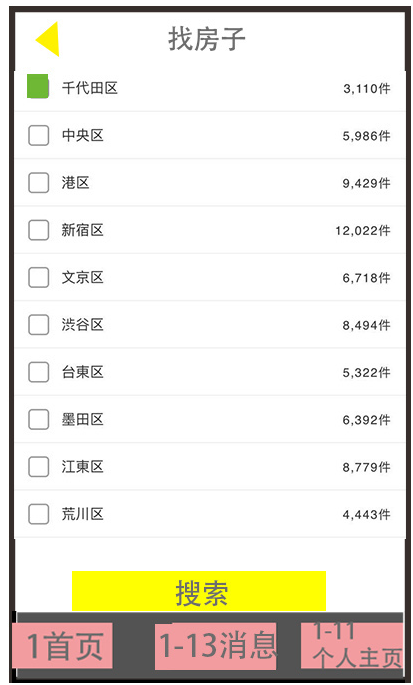 找房子
千代田区 3,110件
中央区 5,986件
港区 9,429件
新宿区 12,022件
文京区 6,718件
渋谷区 8,494件
台東区 5,322件
墨田区 6,392件
江東区 8,779件
荒川区 4,443件
搜索
1首页 1-13消息 1-11
个人主页